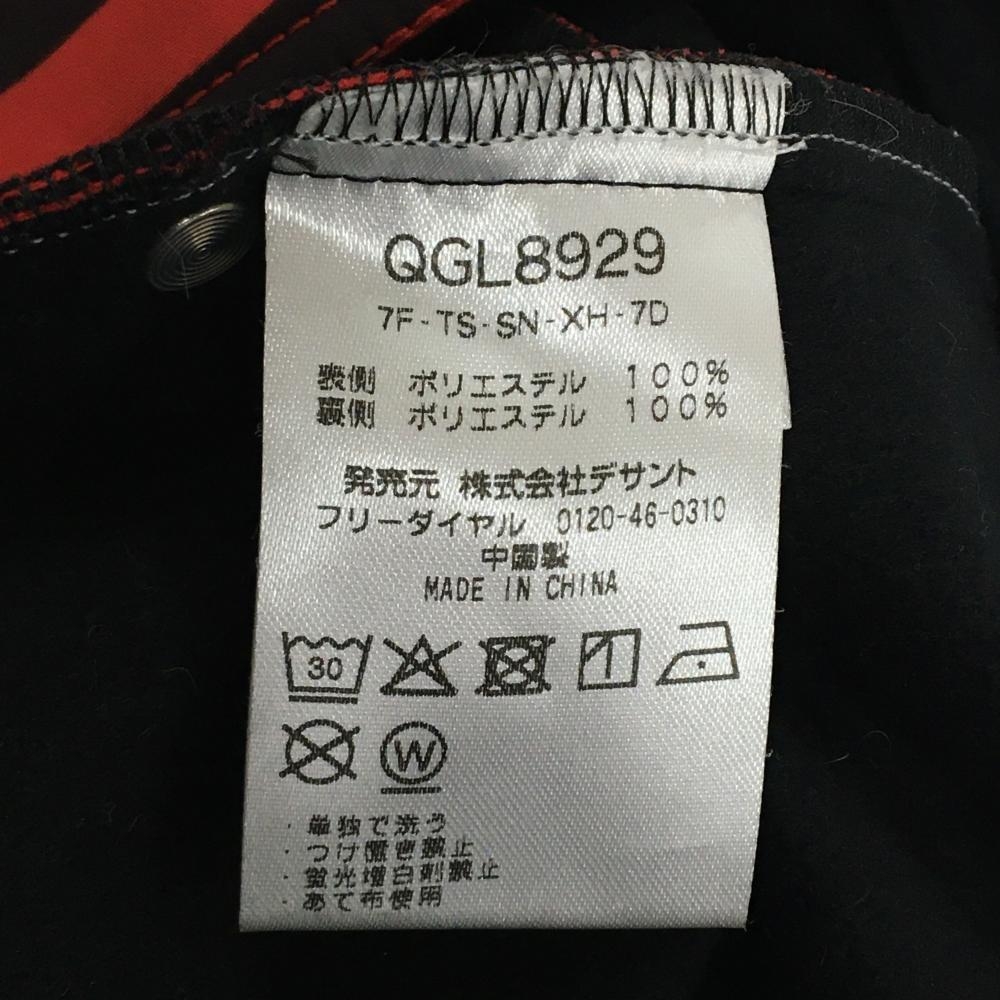 QGL8929
7F-TS-SN-XH-7D
表側 ポリエステル 100%
裏側 ポリエステル 100%
発売元 株式会社デサント
フリーダイヤル 0120-46-0310
中国製
MADE IN CHINA
30
W
・単独で洗う
・つけ置き禁止
・蛍光増白剤禁止
・あて布使用